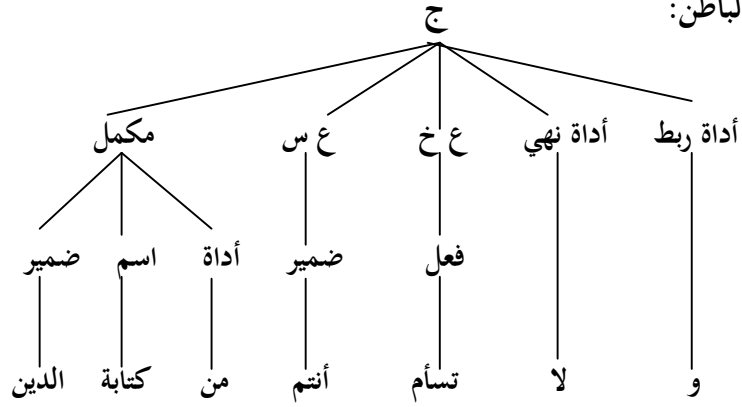 لباطن:
ج
أداة ربط أداة نهي ع خ ع س مكمل
فعل ضمير أداة اسم ضمير
و لا تسأم أنتم من كتابة الدين